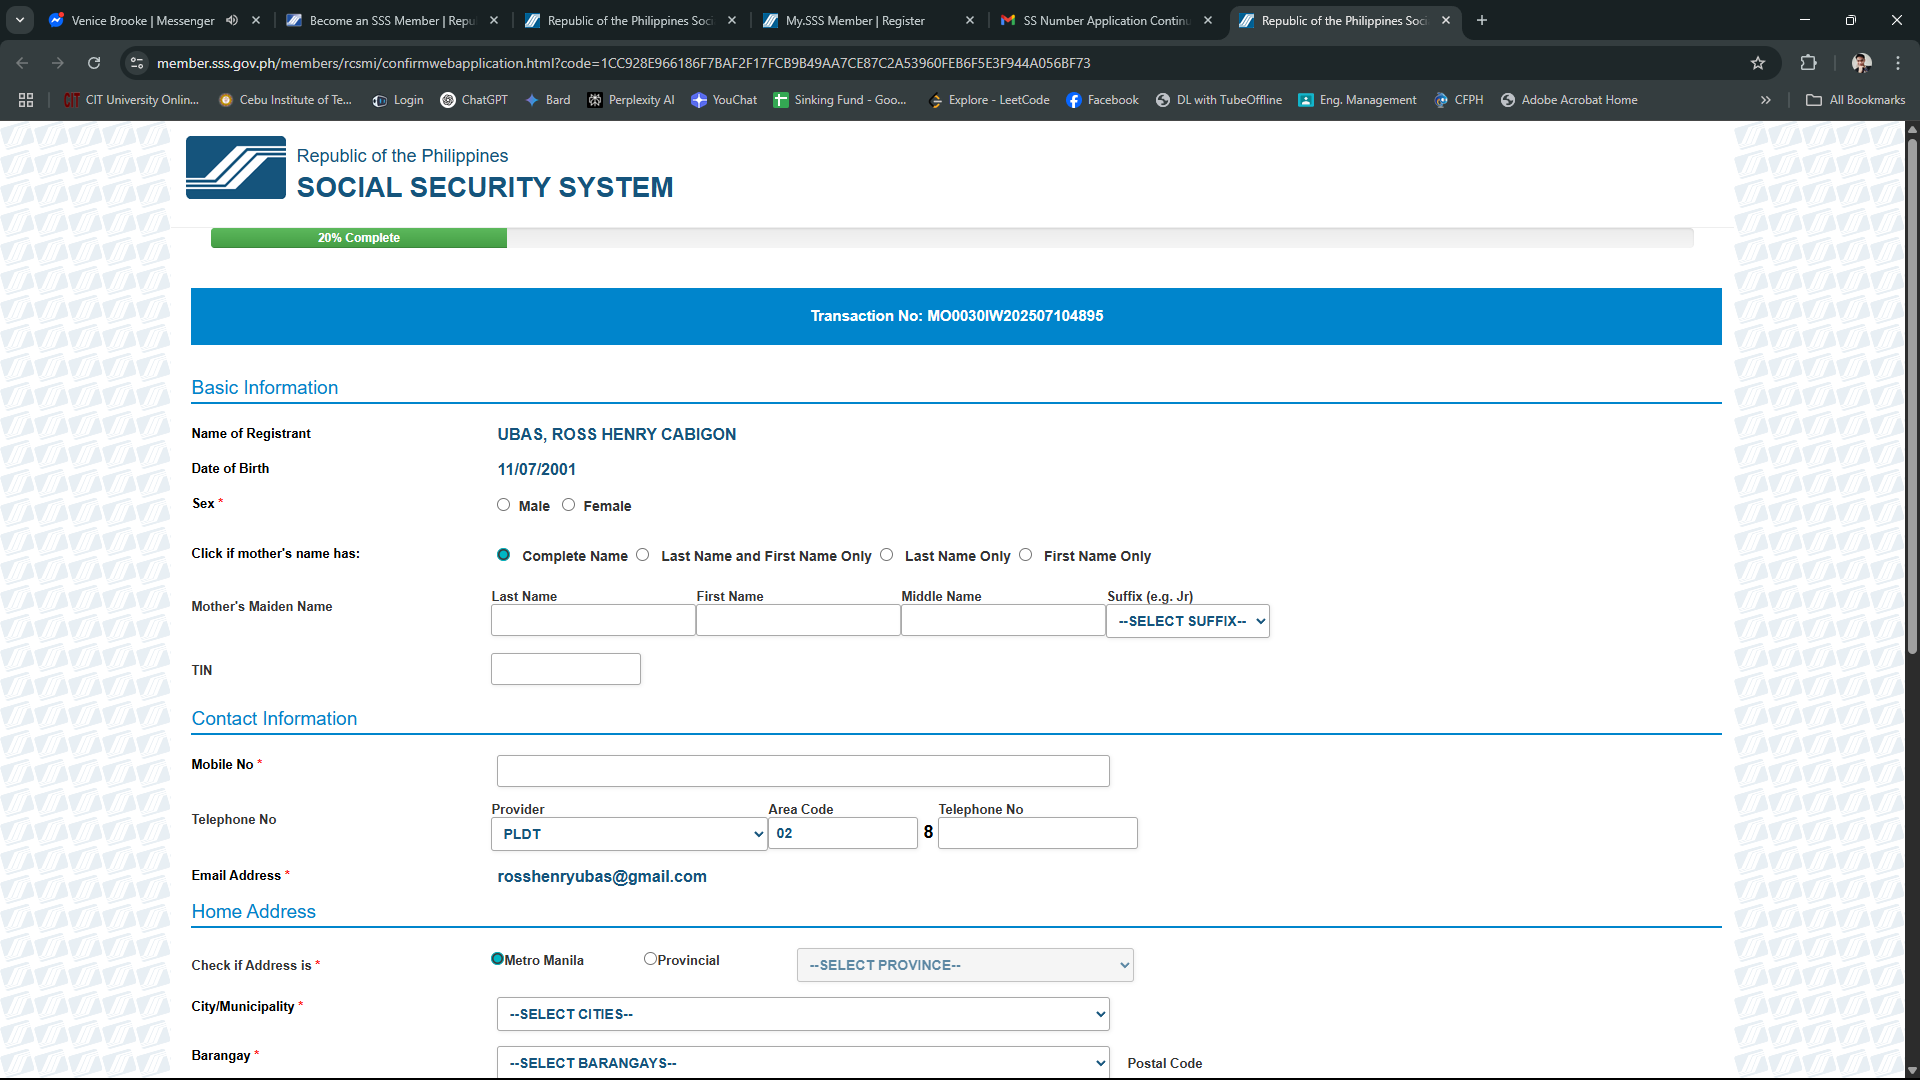 Venice Brooke | Messenger
Become an SSS Member | Repu
Republic of the Philippines Soci
My.SSS Member | Register
SS Number Application Continu
Republic of the Philippines Soci
member.sss.gov.ph/members/rcsmi/confirmwebapplication.html?code=1CC928E966186F7BAF2F17FCB9B49AA7CE87C2A53960FEB6F5E3F944A056BF73
CIT University Onlin...
Cebu Institute of Te...
Login
ChatGPT
Bard
Perplexity AI
YouChat
Sinking Fund - Goo...
Explore - LeetCode
Facebook
DL with TubeOffline
Eng. Management
CFPH
Adobe Acrobat Home
All Bookmarks
Republic of the Philippines
SOCIAL SECURITY SYSTEM
20% Complete
Transaction No: MO0030IW202507104895
Basic Information
Name of Registrant UBAS, ROSS HENRY CABIGON
Date of Birth 11/07/2001
Sex * Male Female
Click if mother's name has: Complete Name Last Name and First Name Only Last Name Only First Name Only
Last Name First Name Middle Name Suffix (e.g. Jr)
Mother's Maiden Name --SELECT SUFFIX--
TIN
Contact Information
Mobile No *
Provider Area Code Telephone No
Telephone No PLDT 02 8
Email Address * rosshenryubas@gmail.com
Home Address
Check if Address is * Metro Manila Provincial --SELECT PROVINCE--
City/Municipality * --SELECT CITIES--
Barangay * --SELECT BARANGAYS-- Postal Code